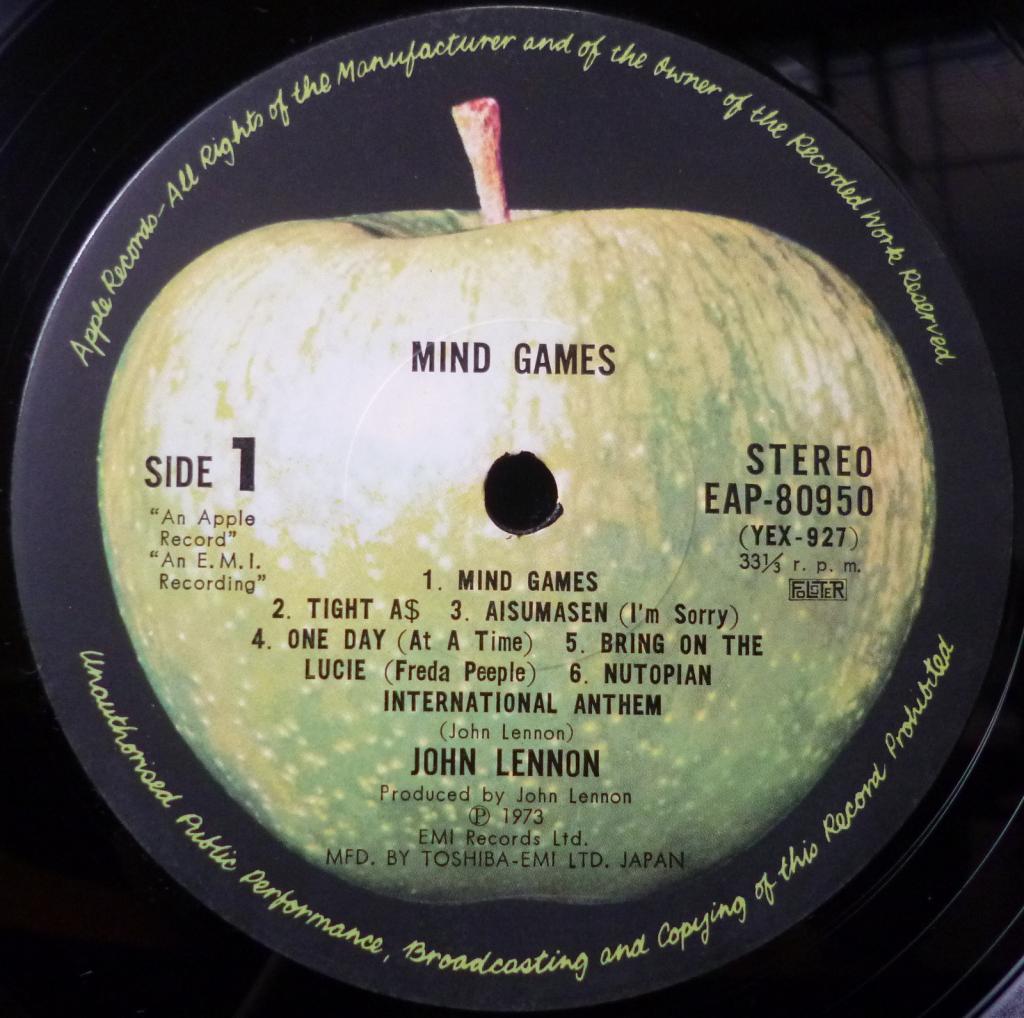 Apple Records - All Rights of the Manufacturer and of the Owner of the Recorded Work Reserved
MIND GAMES
SIDE 1
"An Apple
Record"
"An E.M.I.
Recording"
STEREO
EAP-80950
(YEX-927)
33⅓ r. p. m.
1. MIND GAMES
2. TIGHT A$ 3. AISUMASEN (I'm Sorry)
4. ONE DAY (At A Time) 5. BRING ON THE
LUCIE (Freda Peeple) 6. NUTOPIAN
INTERNATIONAL ANTHEM
(John Lennon)
JOHN LENNON
Produced by John Lennon
℗ 1973
EMI Records Ltd.
MFD. BY TOSHIBA-EMI LTD. JAPAN
Unauthorised Public Performance, Broadcasting and Copying of this Record Prohibited